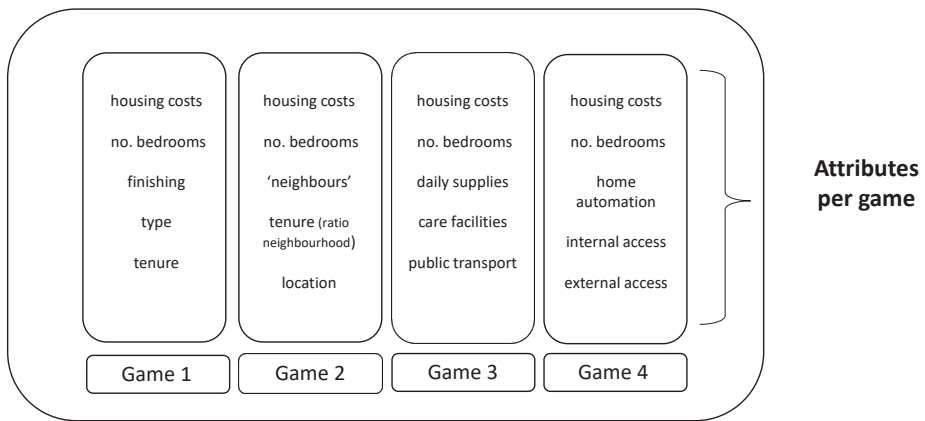 housing costs
no. bedrooms
finishing
type
tenure
Game 1
housing costs
no. bedrooms
‘neighbours’
tenure (ratio
neighbourhood)
location
Game 2
housing costs
no. bedrooms
daily supplies
care facilities
public transport
Game 3
housing costs
no. bedrooms
home
automation
internal access
external access
Game 4
Attributes
per game